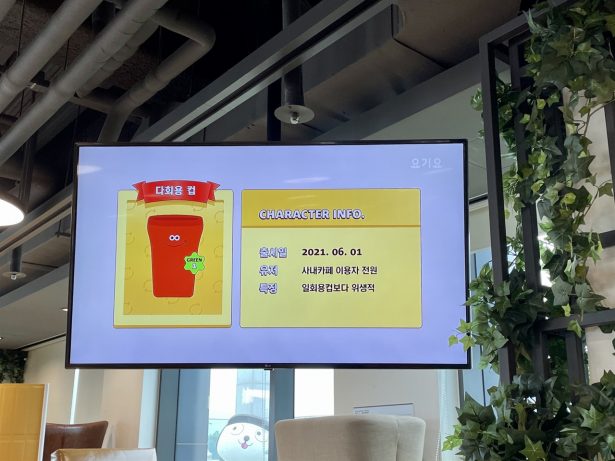 요기요
다회용 컵
GREEN
CHARACTER INFO.
출시일 2021. 06. 01
유저 사내카페 이용자 전원
특징 일회용컵보다 위생적